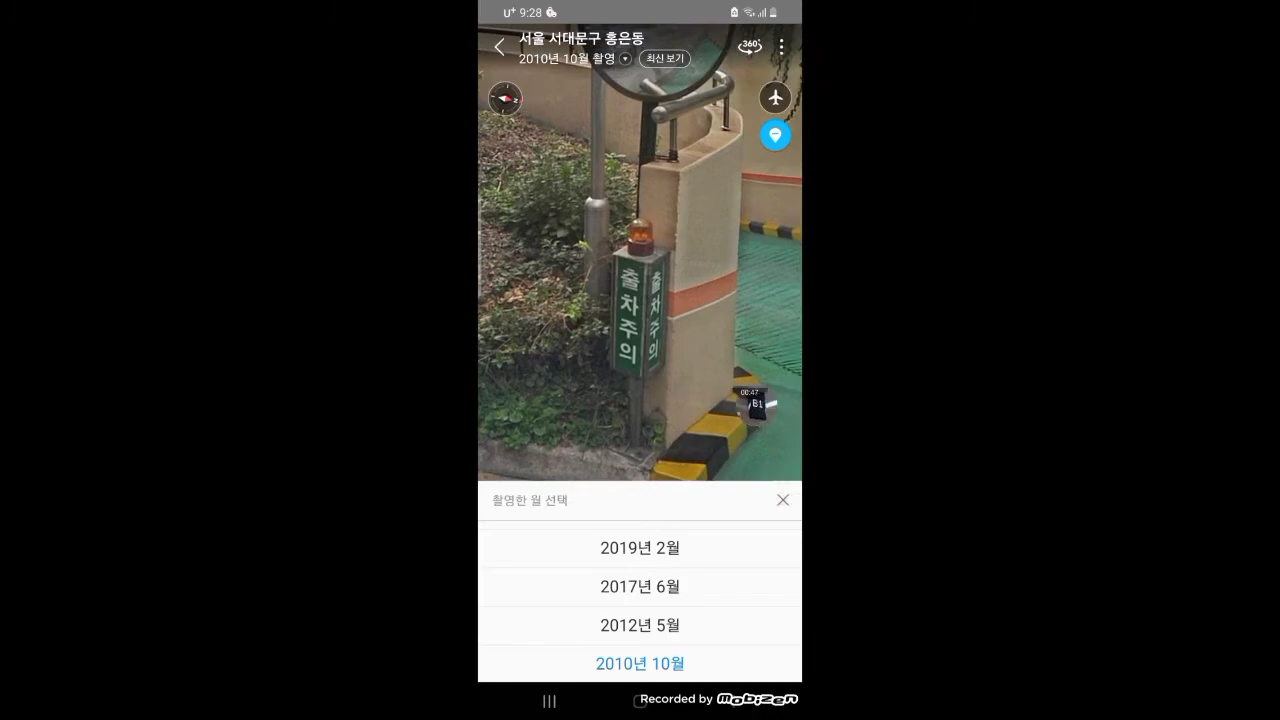 U+ 9:28
서울 서대문구 홍은동
2010년 10월 촬영
최신 보기
360°
N
출차주의
출차주의
00:47
B1
촬영한 월 선택
2019년 2월
2017년 6월
2012년 5월
2010년 10월
Recorded by mobizen